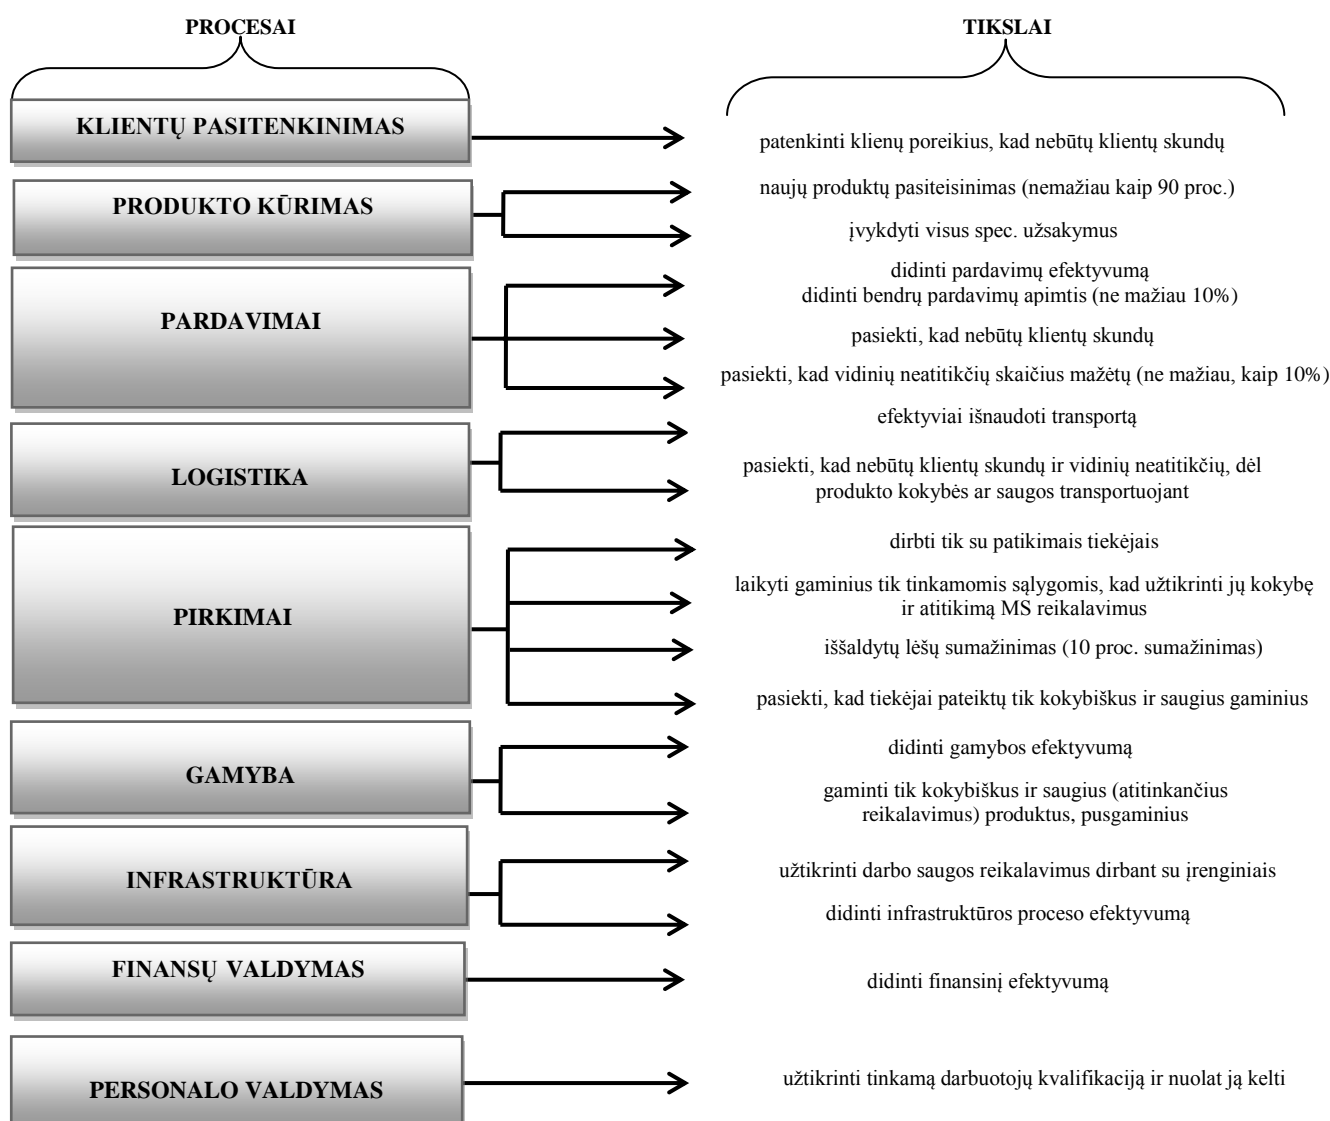 PROCESAI
TIKSLAI
KLIENTŲ PASITENKINIMAS
patenkinti klienų poreikius, kad nebūtų klientų skundų
PRODUKTO KŪRIMAS
naujų produktų pasiteisinimas (nemažiau kaip 90 proc.)
įvykdyti visus spec. užsakymus
PARDAVIMAI
didinti pardavimų efektyvumą
didinti bendrų pardavimų apimtis (ne mažiau 10%)
pasiekti, kad nebūtų klientų skundų
pasiekti, kad vidinių neatitikčių skaičius mažėtų (ne mažiau, kaip 10%)
LOGISTIKA
efektyviai išnaudoti transportą
pasiekti, kad nebūtų klientų skundų ir vidinių neatitikčių, dėl
produkto kokybės ar saugos transportuojant
PIRKIMAI
dirbti tik su patikimais tiekėjais
laikyti gaminius tik tinkamomis sąlygomis, kad užtikrinti jų kokybę
ir atitikimą MS reikalavimus
iššaldytų lėšų sumažinimas (10 proc. sumažinimas)
pasiekti, kad tiekėjai pateiktų tik kokybiškus ir saugius gaminius
GAMYBA
didinti gamybos efektyvumą
gaminti tik kokybiškus ir saugius (atitinkančius
reikalavimus) produktus, pusgaminius
INFRASTRUKTŪRA
užtikrinti darbo saugos reikalavimus dirbant su įrenginiais
didinti infrastruktūros proceso efektyvumą
FINANSŲ VALDYMAS
didinti finansinį efektyvumą
PERSONALO VALDYMAS
užtikrinti tinkamą darbuotojų kvalifikaciją ir nuolat ją kelti